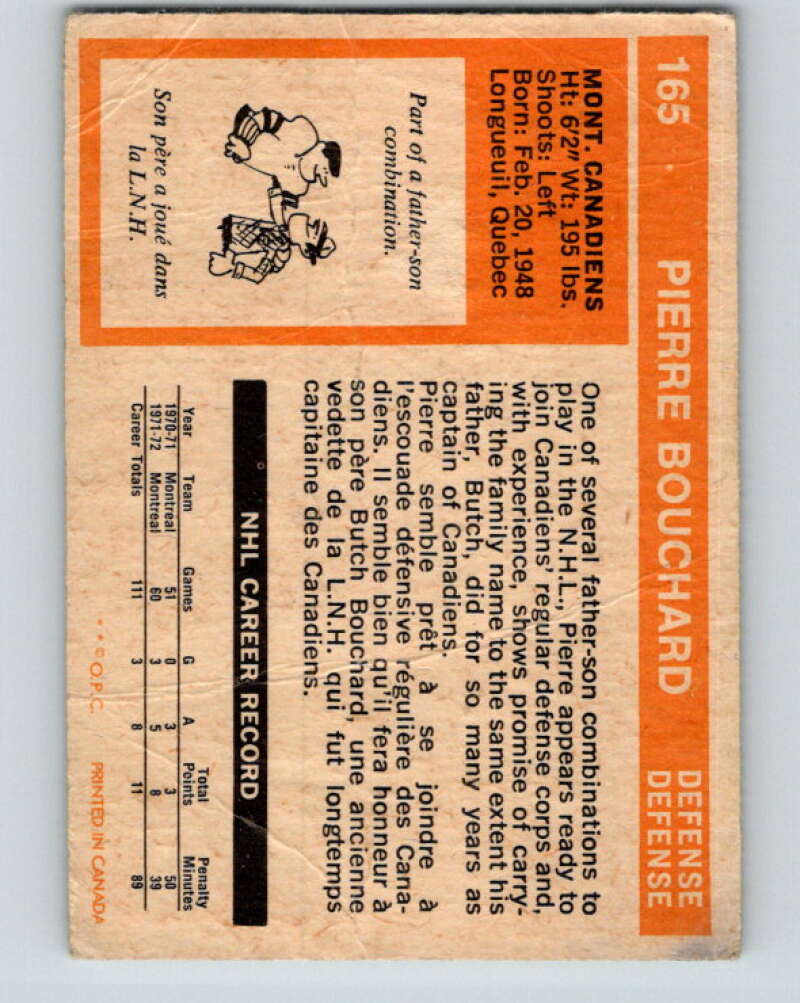 165
PIERRE BOUCHARD
DEFENSE
DEFENSE
MONT. CANADIENS
Ht: 6'2" Wt: 195 lbs.
Shoots: Left
Born: Feb. 20, 1948
Longueuil, Quebec
Part of a father-son
combination.
Son père a joué dans
la L.N.H.
One of several father-son combinations to
play in the N.H.L., Pierre appears ready to
join Canadiens' regular defense corps and,
with experience, shows promise of carry-
ing the family name to the same extent his
father, Butch, did for so many years as
captain of Canadiens.
Pierre semble prêt à se joindre à
l'escouade défensive régulière des Cana-
diens. Il semble bien qu'il fera honneur à
son père Butch Bouchard, une ancienne
vedette de la L.N.H. qui fut longtemps
capitaine des Canadiens.
NHL CAREER RECORD
Year Team Games G A Total Points Penalty Minutes
1970-71 Montreal 51 0 3 3 50
1971-72 Montreal 60 3 5 8 39
Career Totals 111 3 8 11 89
* * © O.P.C. PRINTED IN CANADA